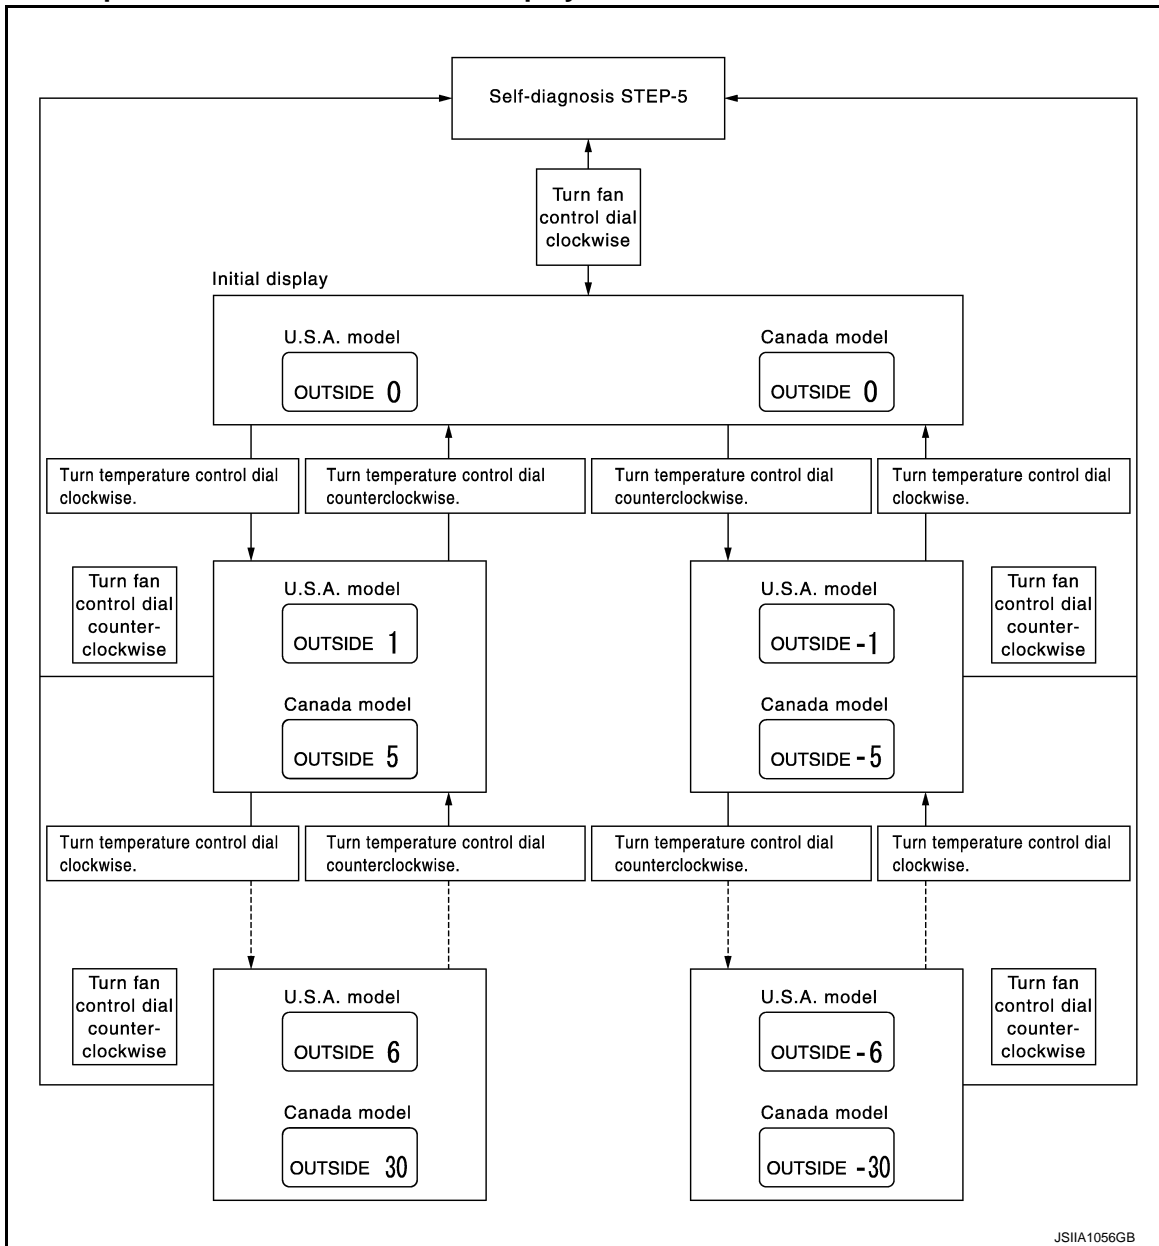 Self-diagnosis STEP-5
Turn fan
control dial
clockwise
Initial display
U.S.A. model
OUTSIDE 0
Canada model
OUTSIDE 0
Turn temperature control dial
clockwise.
Turn temperature control dial
counterclockwise.
Turn temperature control dial
counterclockwise.
Turn temperature control dial
clockwise.
Turn fan
control dial
counter-
clockwise
U.S.A. model
OUTSIDE 1
Canada model
OUTSIDE 5
U.S.A. model
OUTSIDE -1
Canada model
OUTSIDE -5
Turn fan
control dial
counter-
clockwise
Turn temperature control dial
clockwise.
Turn temperature control dial
counterclockwise.
Turn temperature control dial
counterclockwise.
Turn temperature control dial
clockwise.
Turn fan
control dial
counter-
clockwise
U.S.A. model
OUTSIDE 6
Canada model
OUTSIDE 30
U.S.A. model
OUTSIDE -6
Canada model
OUTSIDE -30
Turn fan
control dial
counter-
clockwise
JSIIA1056GB